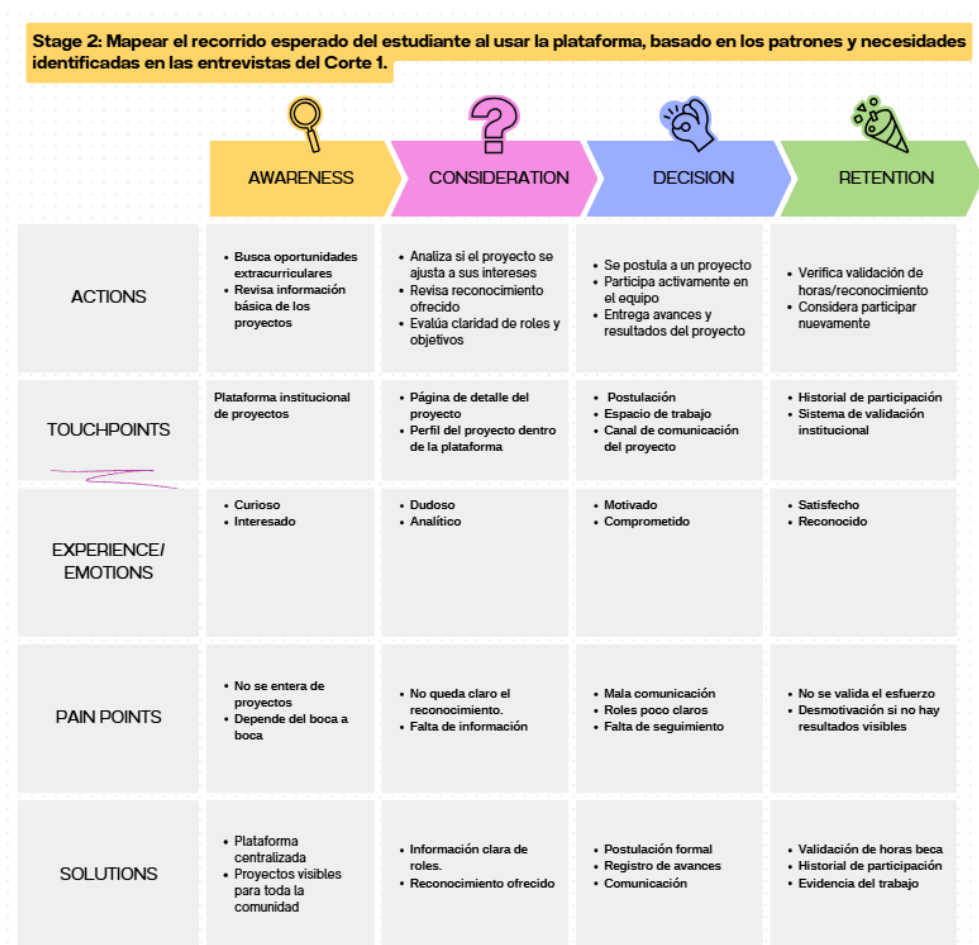 Stage 2: Mapear el recorrido esperado del estudiante al usar la plataforma, basado en los patrones y necesidades
identificadas en las entrevistas del Corte 1.
AWARENESS
CONSIDERATION
DECISION
RETENTION
ACTIONS
• Busca oportunidades
extracurriculares
• Revisa información
básica de los
proyectos
• Analiza si el proyecto se
ajusta a sus intereses
• Revisa reconocimiento
ofrecido
• Evalúa claridad de roles y
objetivos
• Se postula a un proyecto
• Participa activamente en
el equipo
• Entrega avances y
resultados del proyecto
• Verifica validación de
horas/reconocimiento
• Considera participar
nuevamente
TOUCHPOINTS
Plataforma institucional
de proyectos
• Página de detalle del
proyecto
• Perfil del proyecto dentro
de la plataforma
• Postulación
• Espacio de trabajo
• Canal de comunicación
del proyecto
• Historial de participación
• Sistema de validación
institucional
EXPERIENCE/
EMOTIONS
• Curioso
• Interesado
• Dudoso
• Analítico
• Motivado
• Comprometido
• Satisfecho
• Reconocido
PAIN POINTS
• No se entera de
proyectos
• Depende del boca a
boca
• No queda claro el
reconocimiento.
• Falta de información
• Mala comunicación
• Roles poco claros
• Falta de seguimiento
• No se valida el esfuerzo
• Desmotivación si no hay
resultados visibles
SOLUTIONS
• Plataforma
centralizada
• Proyectos visibles
para toda la
comunidad
• Información clara de
roles.
• Reconocimiento ofrecido
• Postulación formal
• Registro de avances
• Comunicación
• Validación de horas beca
• Historial de participación
• Evidencia del trabajo